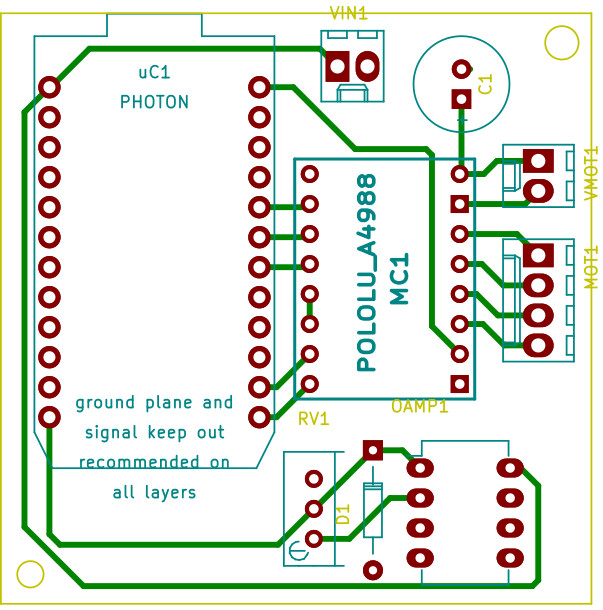 VIN1
uC1
PHOTON
C1
VMOT1
POLOLU_A4988
MC1
MOT1
ground plane and
signal keep out
recommended on
all layers
RV1
OAMP1
D1